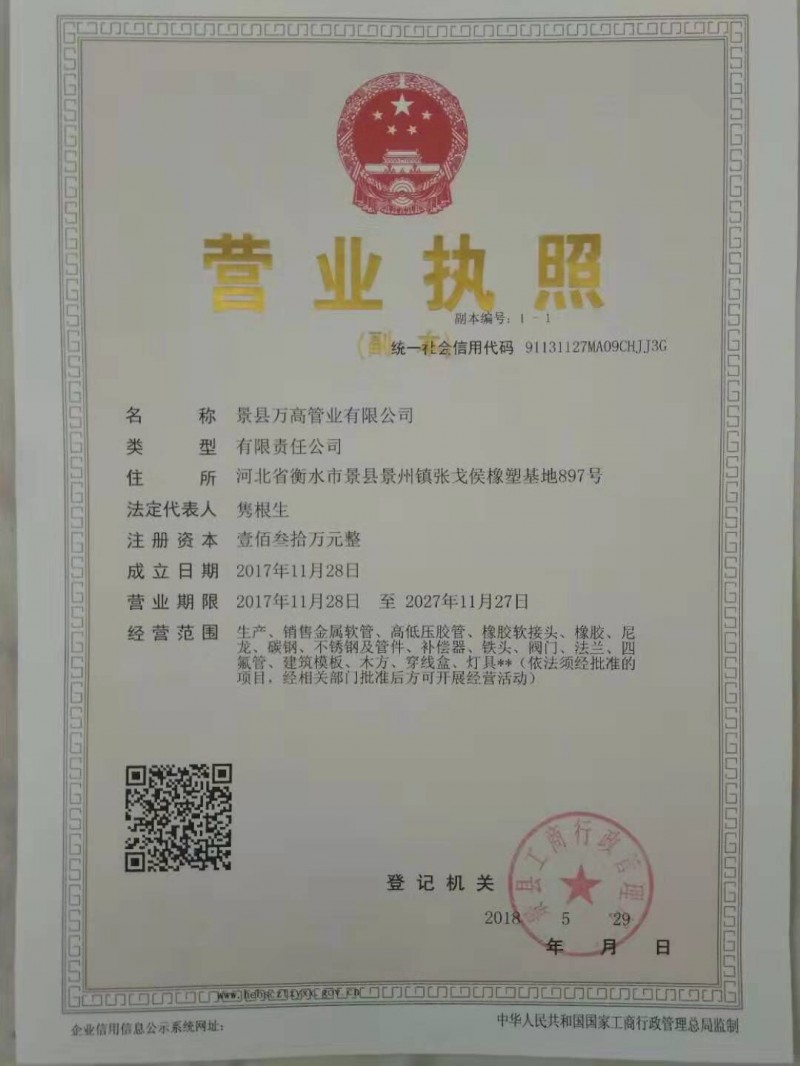 营业执照
副本编号：1-1
(副本)
统一社会信用代码 91131127MA09CHJJ3G
名称 景县万高管业有限公司
类型 有限责任公司
住所 河北省衡水市景县景州镇张戈侯橡塑基地897号
法定代表人 隽根生
注册资本 壹佰叁拾万元整
成立日期 2017年11月28日
营业期限 2017年11月28日 至 2027年11月27日
经营范围 生产、销售金属软管、高低压胶管、橡胶软接头、橡胶、尼
龙、碳钢、不锈钢及管件、补偿器、铁头、阀门、法兰、四
氟管、建筑模板、木方、穿线盒、灯具**（依法须经批准的
项目，经相关部门批准后方可开展经营活动）
景县工商行政管理
登记机关
2018 5 29
年 月 日
企业信用信息公示系统网址：
中华人民共和国国家工商行政管理总局监制